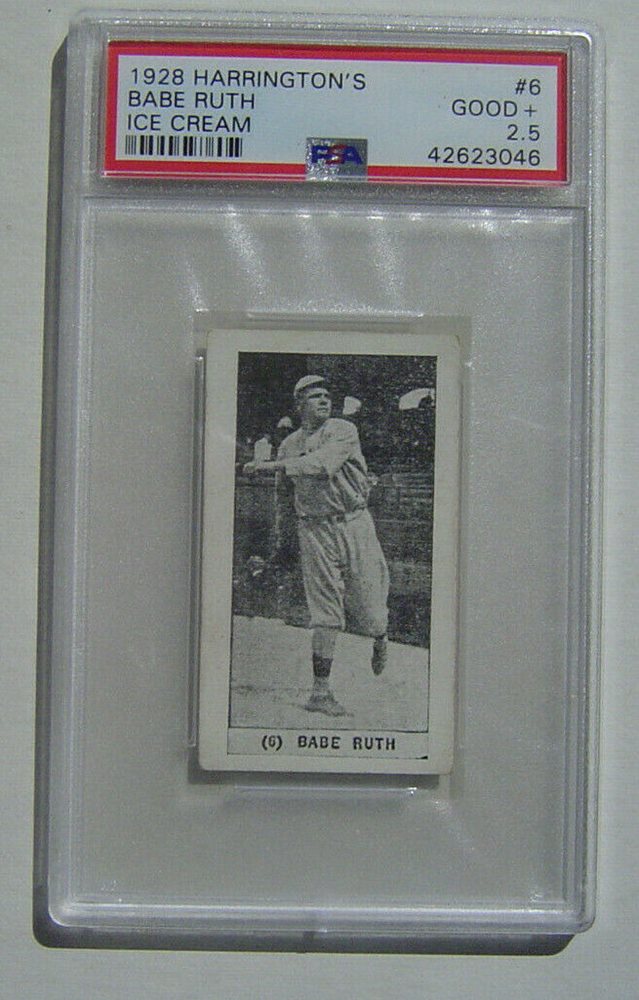 1928 HARRINGTON'S #6
BABE RUTH GOOD +
ICE CREAM 2.5
PSA 42623046
(6) BABE RUTH